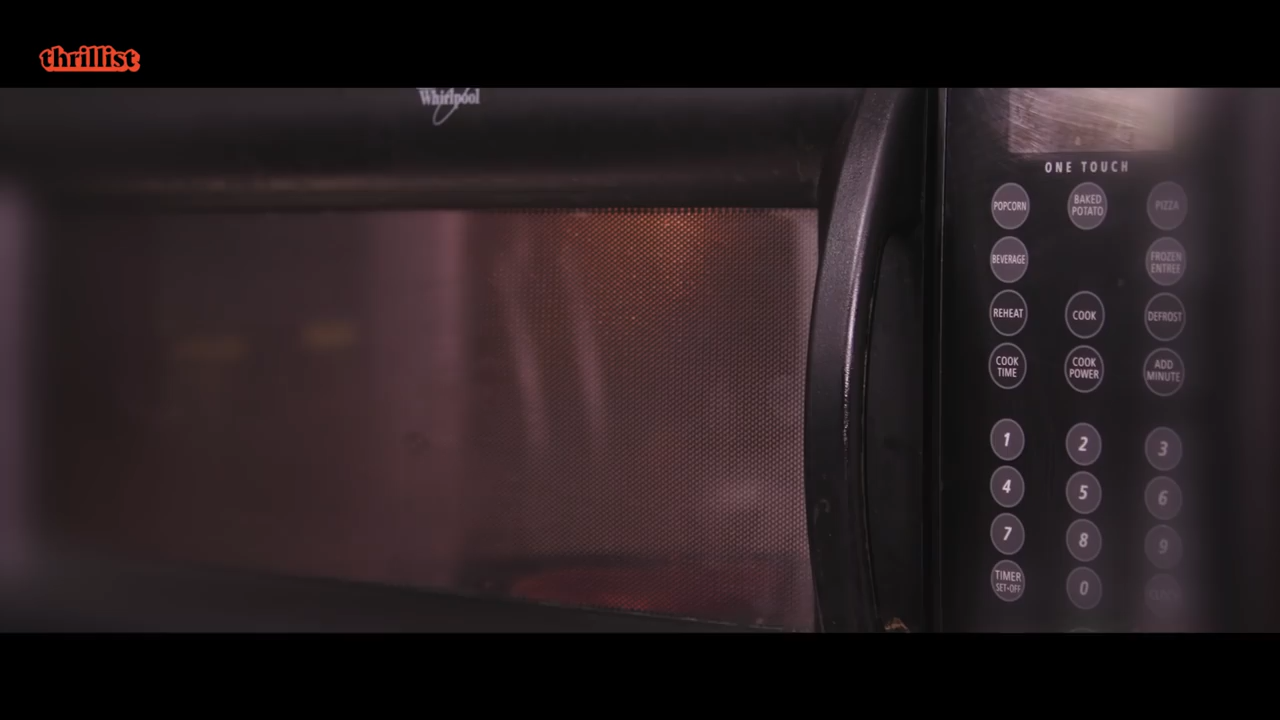 thrillist
Whirlpool
ONE TOUCH
POPCORN
BAKED
POTATO
PIZZA
BEVERAGE
FROZEN
ENTREE
REHEAT
COOK
DEFROST
COOK
TIME
COOK
POWER
ADD
MINUTE
1
2
3
4
5
6
7
8
9
TIMER
SET•OFF
0